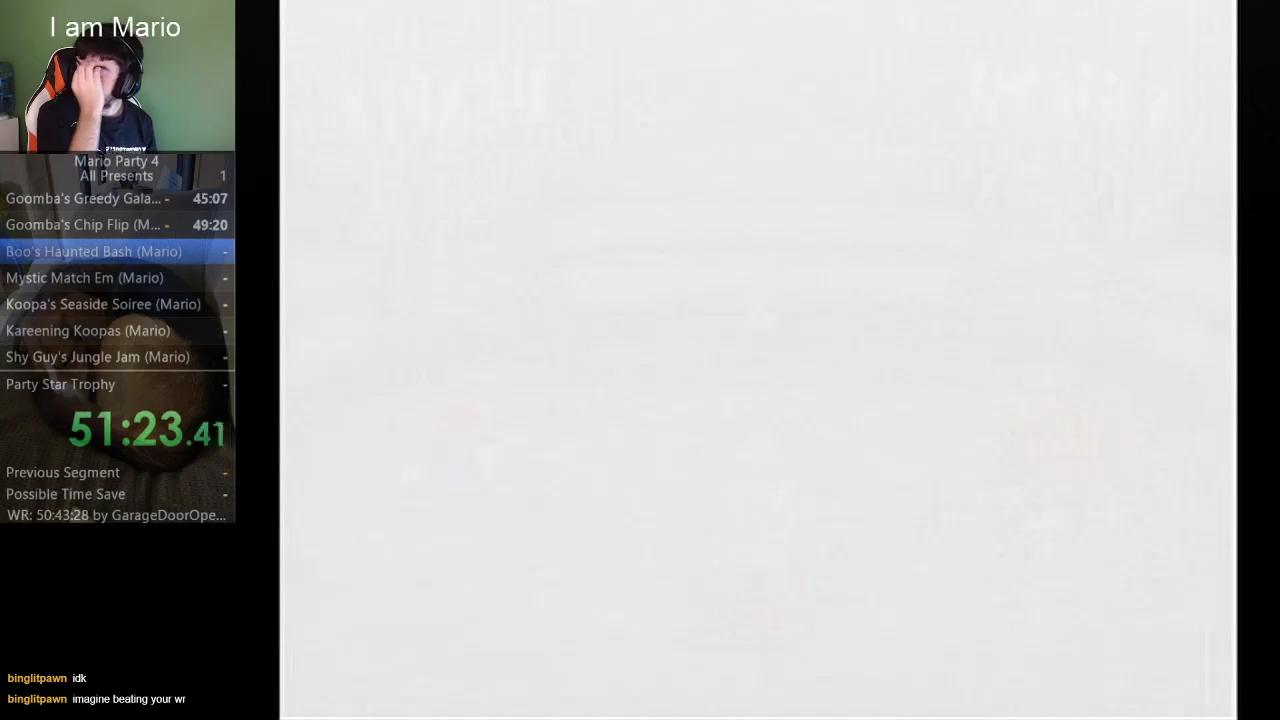 I am Mario
Mario Party 4
All Presents 1
Goomba's Greedy Gala... - 45:07
Goomba's Chip Flip (M... - 49:20
Boo's Haunted Bash (Mario) -
Mystic Match Em (Mario) -
Koopa's Seaside Soiree (Mario) -
Kareening Koopas (Mario) -
Shy Guy's Jungle Jam (Mario) -
Party Star Trophy -
51:23.41
Previous Segment -
Possible Time Save -
WR: 50:43:28 by GarageDoorOpe...
binglitpawn idk
binglitpawn imagine beating your wr